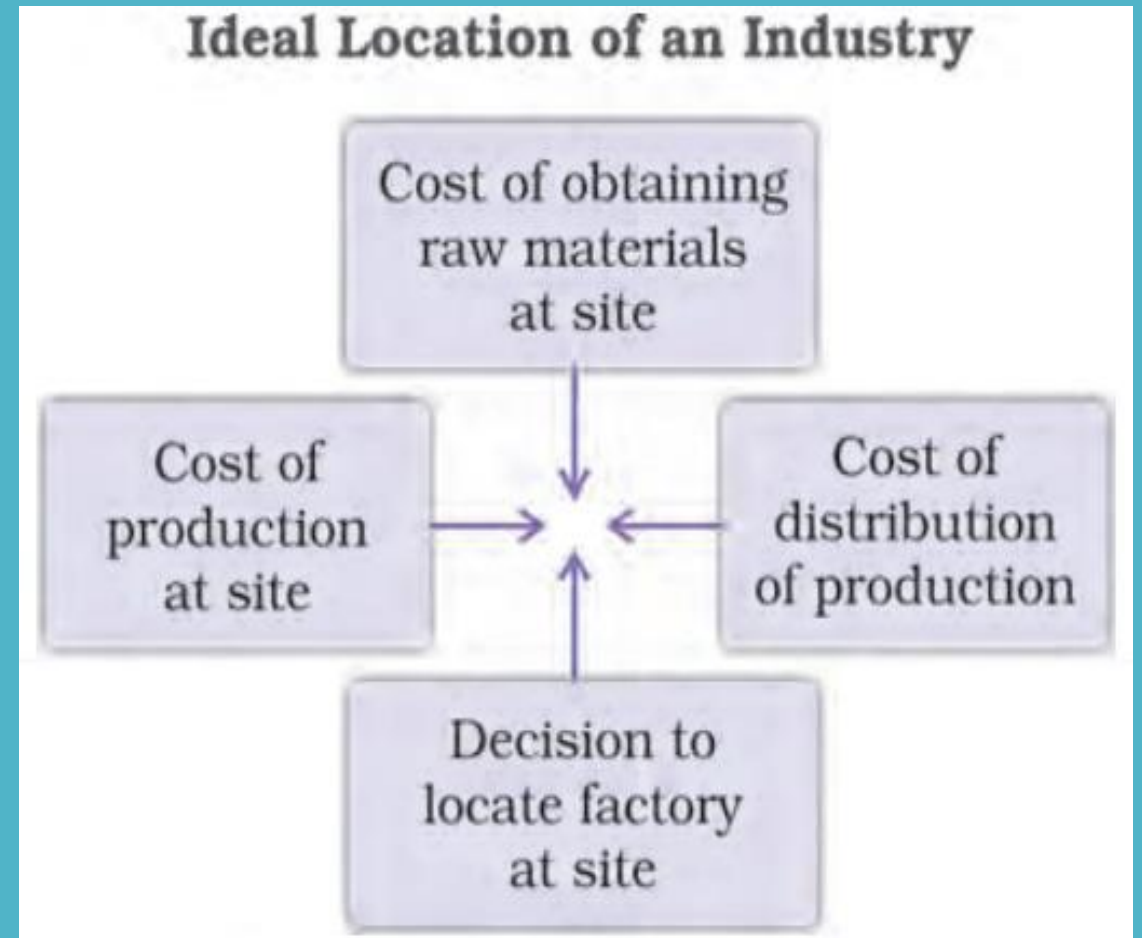 Ideal Location of an Industry
Cost of obtaining
raw materials
at site
Cost of
production
at site
Cost of
distribution
of production
Decision to
locate factory
at site